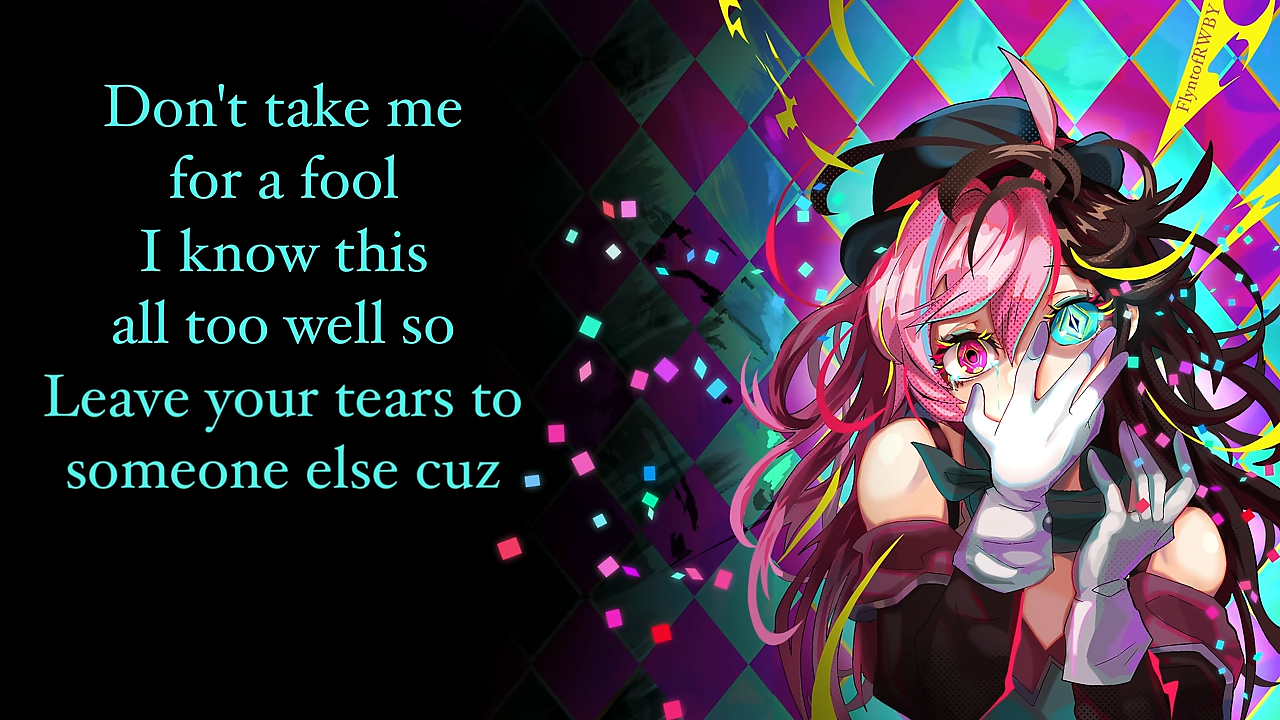 Don't take me
for a fool
I know this
all too well so
Leave your tears to
someone else cuz
FlyntofRWBY